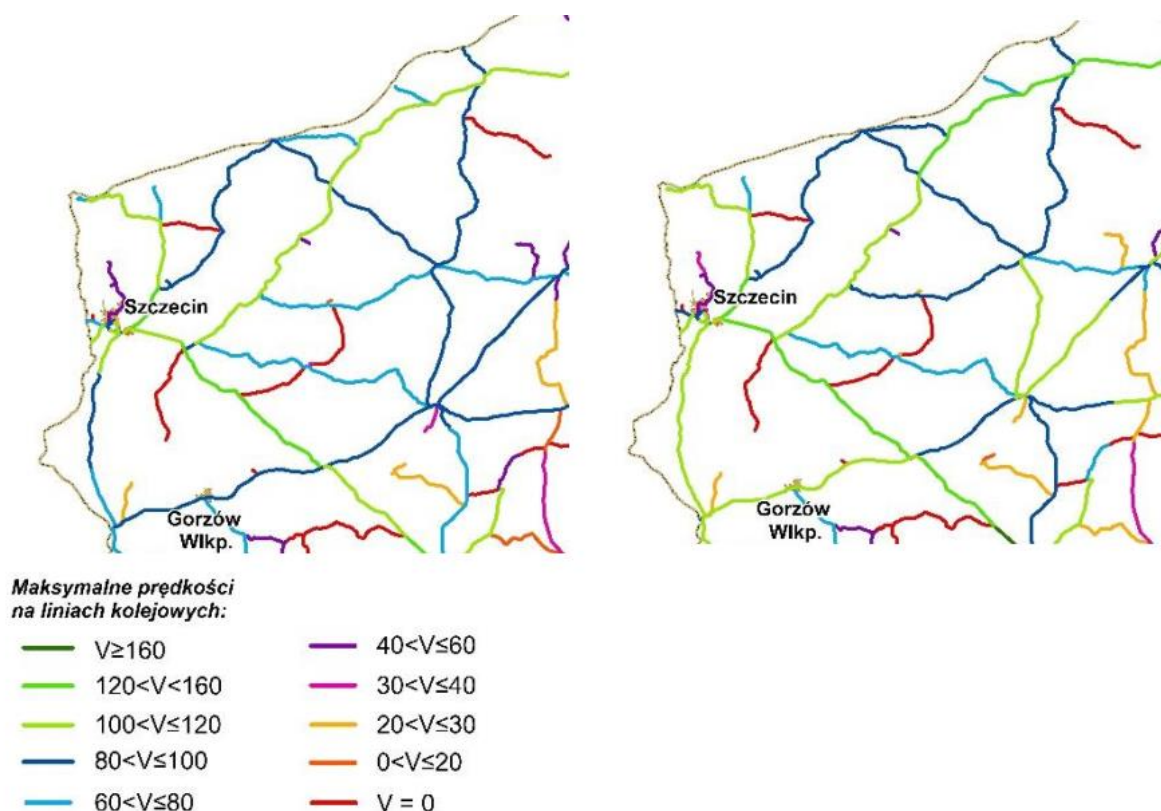 Szczecin
Szczecin
Gorzów
Wlkp.
Gorzów
Wlkp.
Maksymalne prędkości
na liniach kolejowych:
V≥160
120<V<160
100<V≤120
80<V≤100
60<V≤80
40<V≤60
30<V≤40
20<V≤30
0<V≤20
V = 0